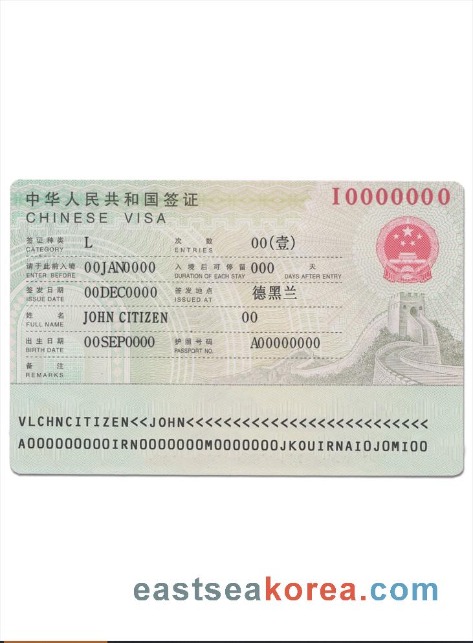 中华人民共和国签证 I0000000
CHINESE VISA
签证种类 L 次数 00(壹)
CATEGORY ENTRIES
请于此前入境 00JAN0000 入境后可停留 000 天
ENTER BEFORE DURATION OF EACH STAY DAYS AFTER ENTRY
签发日期 00DEC0000 签发地点 德黑兰
ISSUE DATE ISSUED AT
姓名 JOHN CITIZEN 00
FULL NAME
出生日期 00SEP0000 护照号码 A00000000
BIRTH DATE PASSPORT NO.
备注
REMARKS
VLCHNCITIZEN<<JOHN<<<<<<<<<<<<<<<<<<<<<<<<<<
A000000000IRN0000000M0000000JKOUIRNAIOJOMIOO
eastseakorea.com